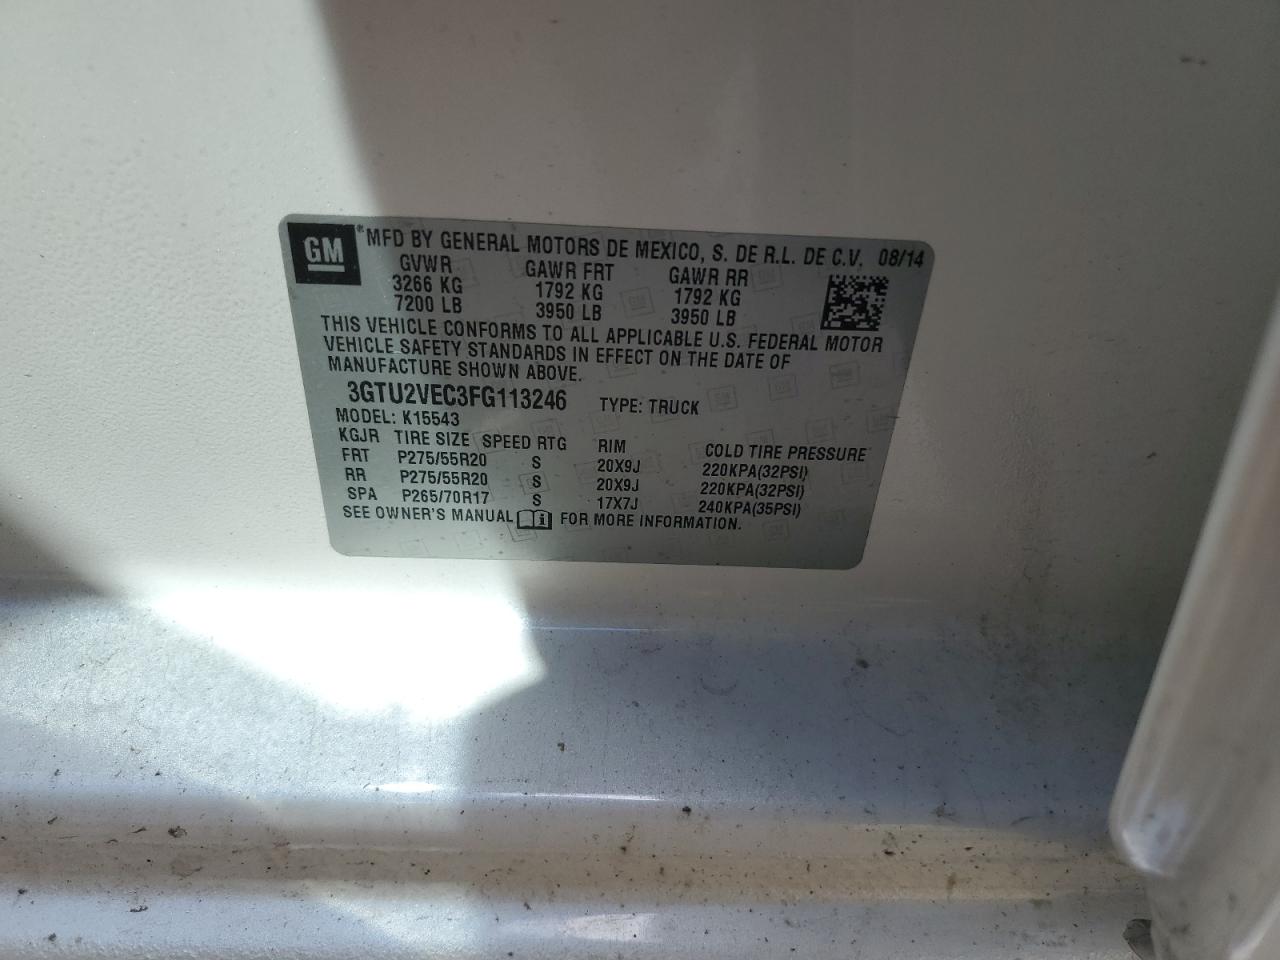 GM ® MFD BY GENERAL MOTORS DE MEXICO, S. DE R.L. DE C.V. 08/14
GVWR GAWR FRT GAWR RR
3266 KG 1792 KG 1792 KG
7200 LB 3950 LB 3950 LB
THIS VEHICLE CONFORMS TO ALL APPLICABLE U.S. FEDERAL MOTOR
VEHICLE SAFETY STANDARDS IN EFFECT ON THE DATE OF
MANUFACTURE SHOWN ABOVE.
3GTU2VEC3FG113246 TYPE: TRUCK
MODEL: K15543
KGJR TIRE SIZE SPEED RTG RIM COLD TIRE PRESSURE
FRT P275/55R20 S 20X9J 220KPA(32PSI)
RR P275/55R20 S 20X9J 220KPA(32PSI)
SPA P265/70R17 S 17X7J 240KPA(35PSI)
SEE OWNER'S MANUAL i FOR MORE INFORMATION.